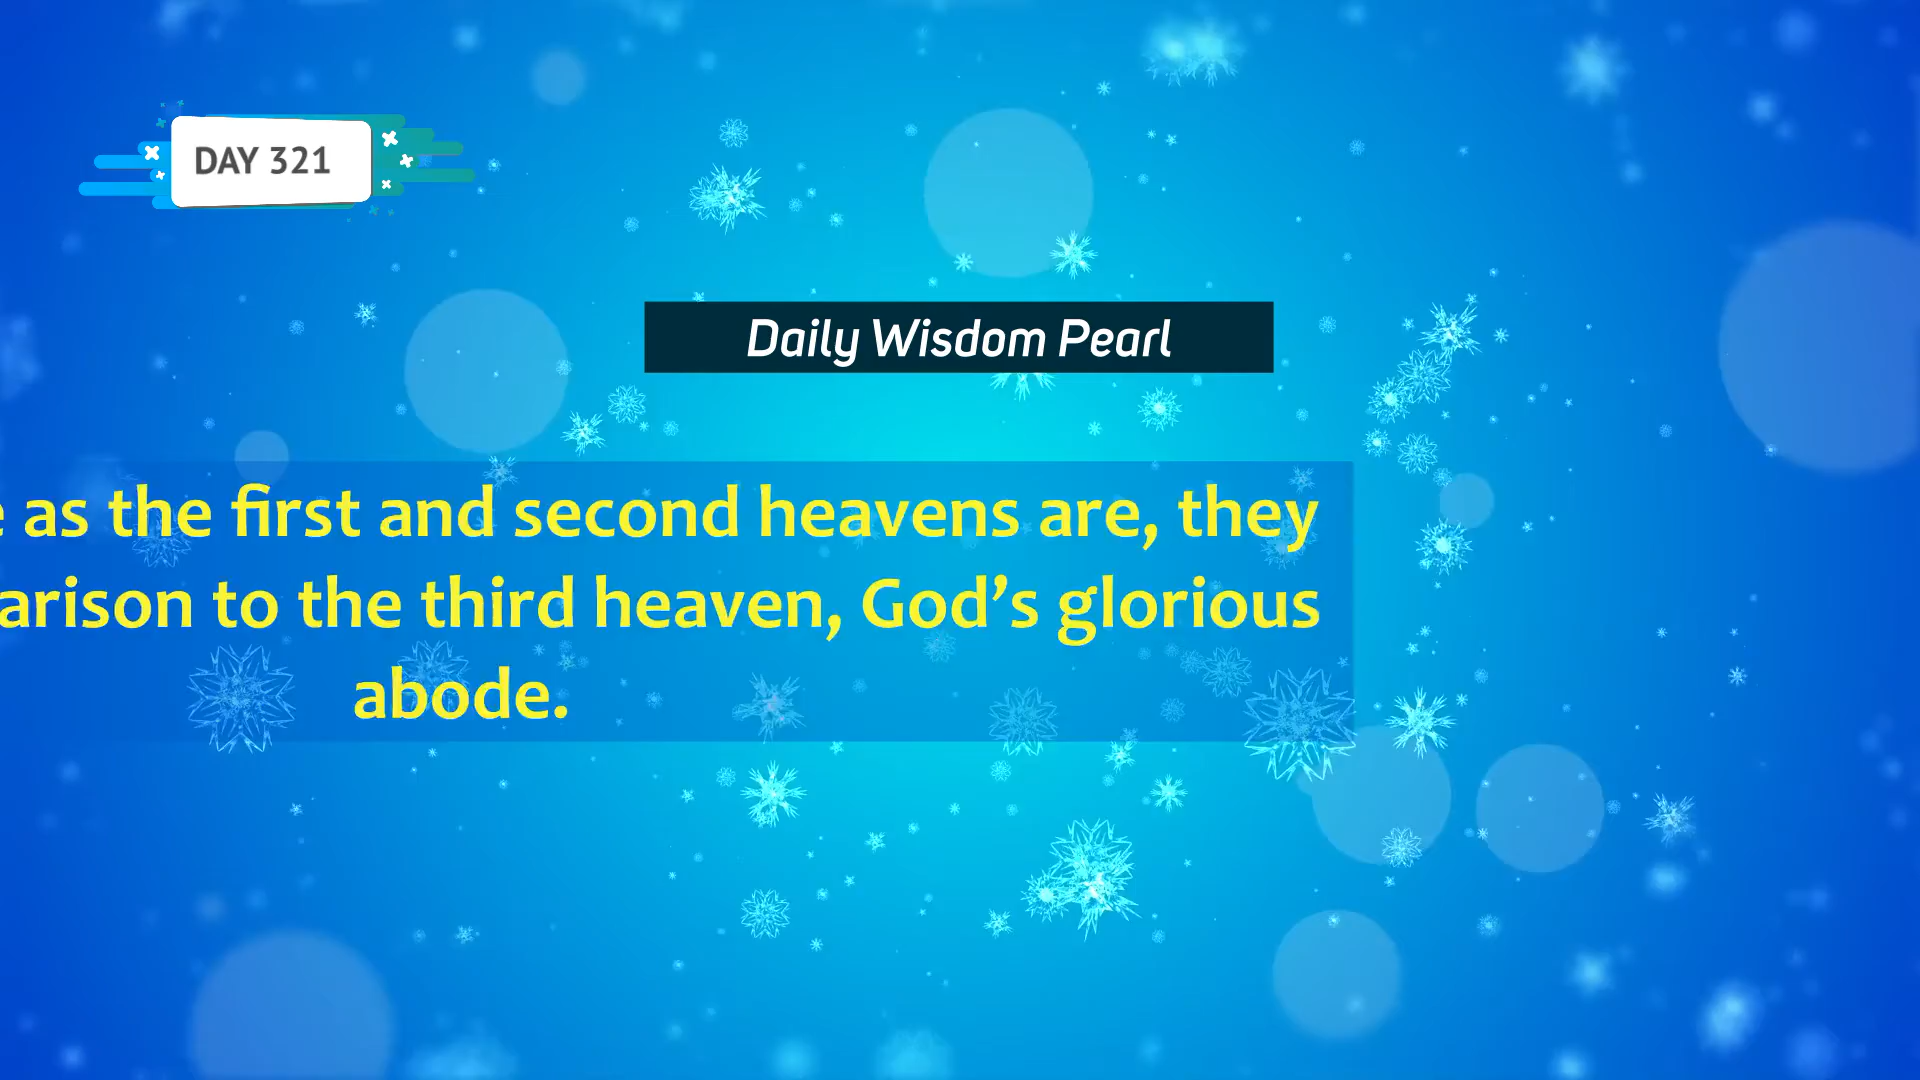 DAY 321
Daily Wisdom Pearl
as the first and second heavens are, they
to the third heaven, God’s glorious
abode.